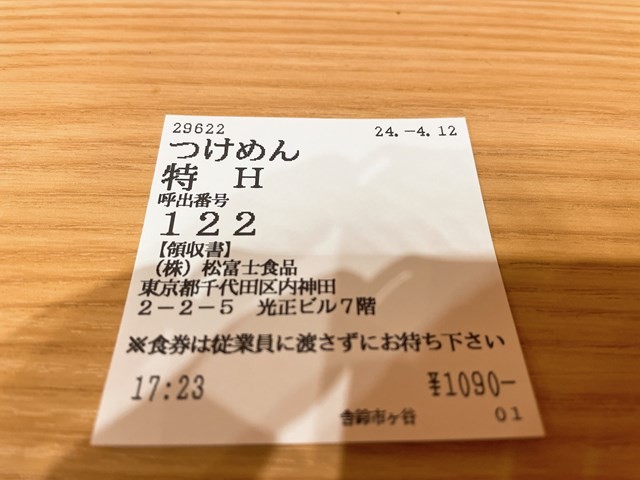 29622 24.-4.12
つけめん
特 H
呼出番号
122
【領収書】
(株) 松富士食品
東京都千代田区内神田
2-2-5 光正ビル7階
※食券は従業員に渡さずにお待ち下さい
17:23 ¥1090-
舎鈴市ヶ谷 01